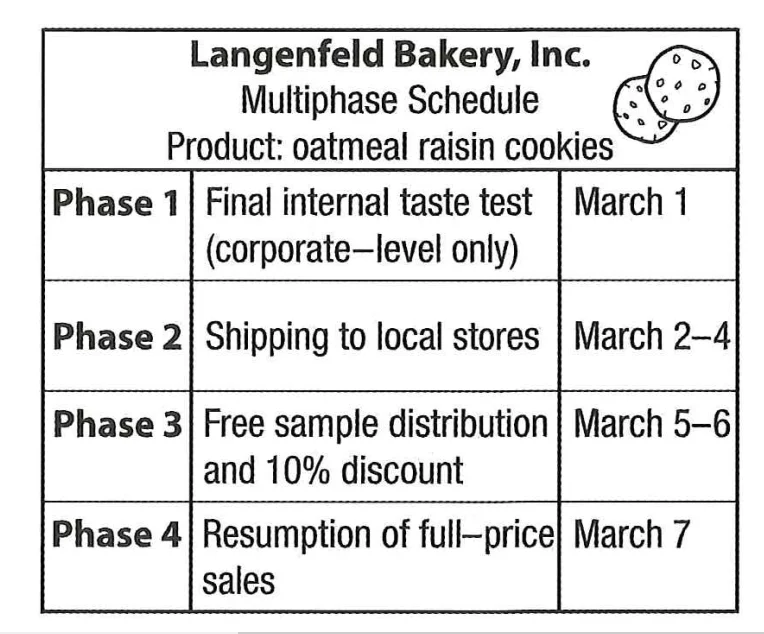 Langenfeld Bakery, Inc.
Multiphase Schedule
Product: oatmeal raisin cookies
Phase 1 Final internal taste test March 1
(corporate–level only)
Phase 2 Shipping to local stores March 2–4
Phase 3 Free sample distribution March 5–6
and 10% discount
Phase 4 Resumption of full–price March 7
sales